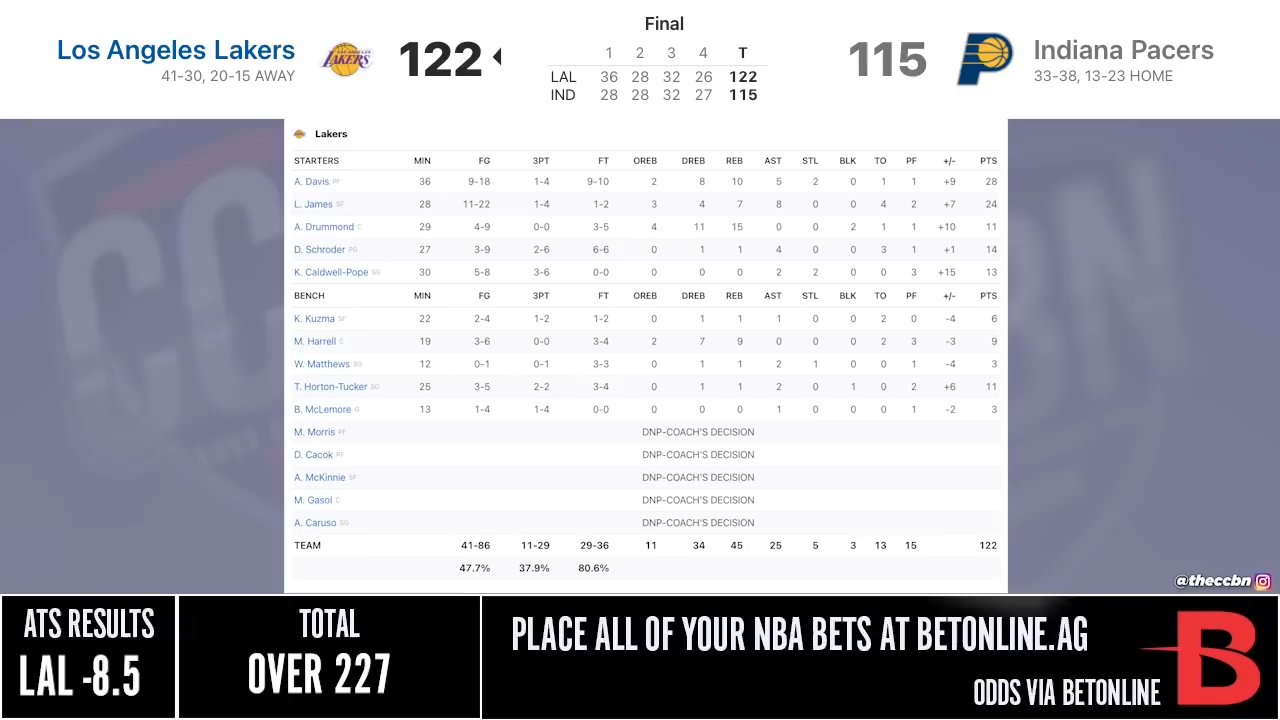 Final
Los Angeles Lakers
41-30, 20-15 AWAY
LAKERS
122
1 2 3 4 T
LAL 36 28 32 26 122
IND 28 28 32 27 115
115
Indiana Pacers
33-38, 13-23 HOME
Lakers
STARTERS MIN FG 3PT FT OREB DREB REB AST STL BLK TO PF +/- PTS
A. Davis PF 36 9-18 1-4 9-10 2 8 10 5 2 0 1 1 +9 28
L. James SF 28 11-22 1-4 1-2 3 4 7 8 0 0 4 2 +7 24
A. Drummond C 29 4-9 0-0 3-5 4 11 15 0 0 2 1 1 +10 11
D. Schroder PG 27 3-9 2-6 6-6 0 1 1 4 0 0 3 1 +1 14
K. Caldwell-Pope SG 30 5-8 3-6 0-0 0 0 0 2 2 0 0 3 +15 13
BENCH MIN FG 3PT FT OREB DREB REB AST STL BLK TO PF +/- PTS
K. Kuzma SF 22 2-4 1-2 1-2 0 1 1 1 0 0 2 0 -4 6
M. Harrell C 19 3-6 0-0 3-4 2 7 9 0 0 0 2 3 -3 9
W. Matthews SG 12 0-1 0-1 3-3 0 1 1 2 1 0 0 1 -4 3
T. Horton-Tucker SG 25 3-5 2-2 3-4 0 1 1 2 0 1 0 2 +6 11
B. McLemore G 13 1-4 1-4 0-0 0 0 0 1 0 0 0 1 -2 3
M. Morris PF DNP-COACH'S DECISION
D. Cacok PF DNP-COACH'S DECISION
A. McKinnie SF DNP-COACH'S DECISION
M. Gasol C DNP-COACH'S DECISION
A. Caruso SG DNP-COACH'S DECISION
TEAM 41-86 11-29 29-36 11 34 45 25 5 3 13 15 122
47.7% 37.9% 80.6%
@theccbn
ATS RESULTS
LAL -8.5
TOTAL
OVER 227
PLACE ALL OF YOUR NBA BETS AT BETONLINE.AG
ODDS VIA BETONLINE
B